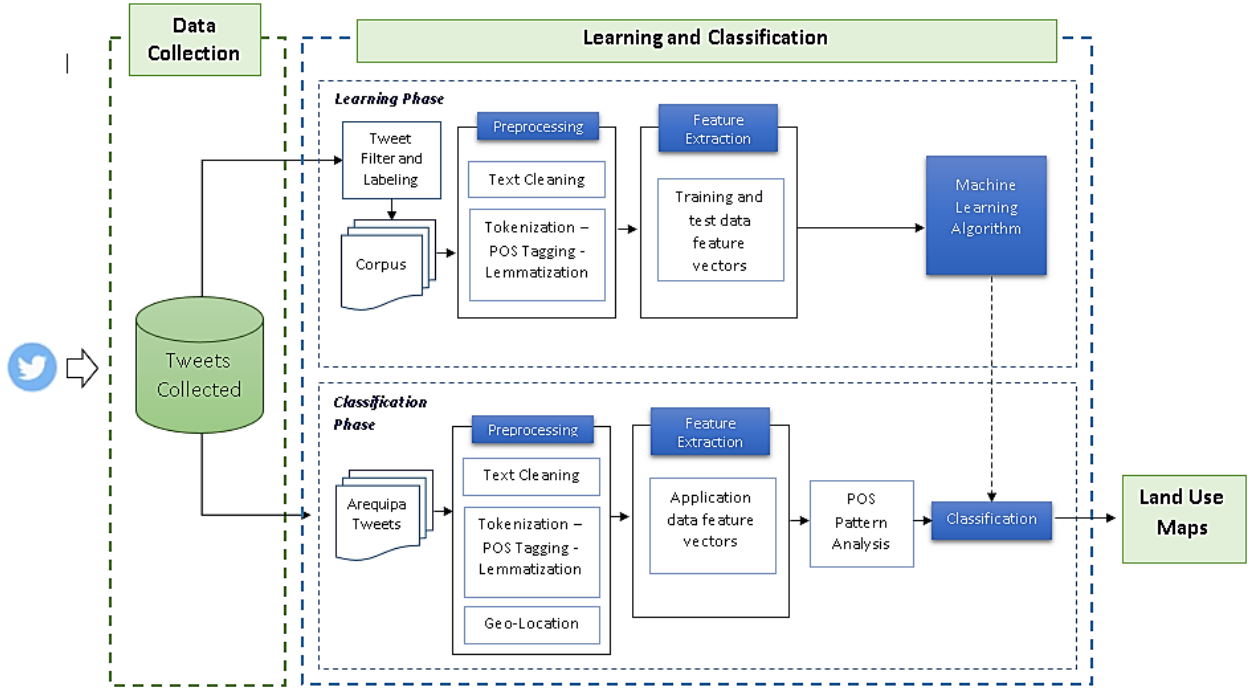 Data
Collection
Learning and Classification
Learning Phase
Tweet
Filter and
Labeling
Corpus
Preprocessing
Text Cleaning
Tokenization –
POS Tagging -
Lemmatization
Feature
Extraction
Training and
test data
feature
vectors
Machine
Learning
Algorithm
Tweets
Collected
Classification
Phase
Arequipa
Tweets
Preprocessing
Text Cleaning
Tokenization –
POS Tagging -
Lemmatization
Geo-Location
Feature
Extraction
Application
data feature
vectors
POS
Pattern
Analysis
Classification
Land Use
Maps